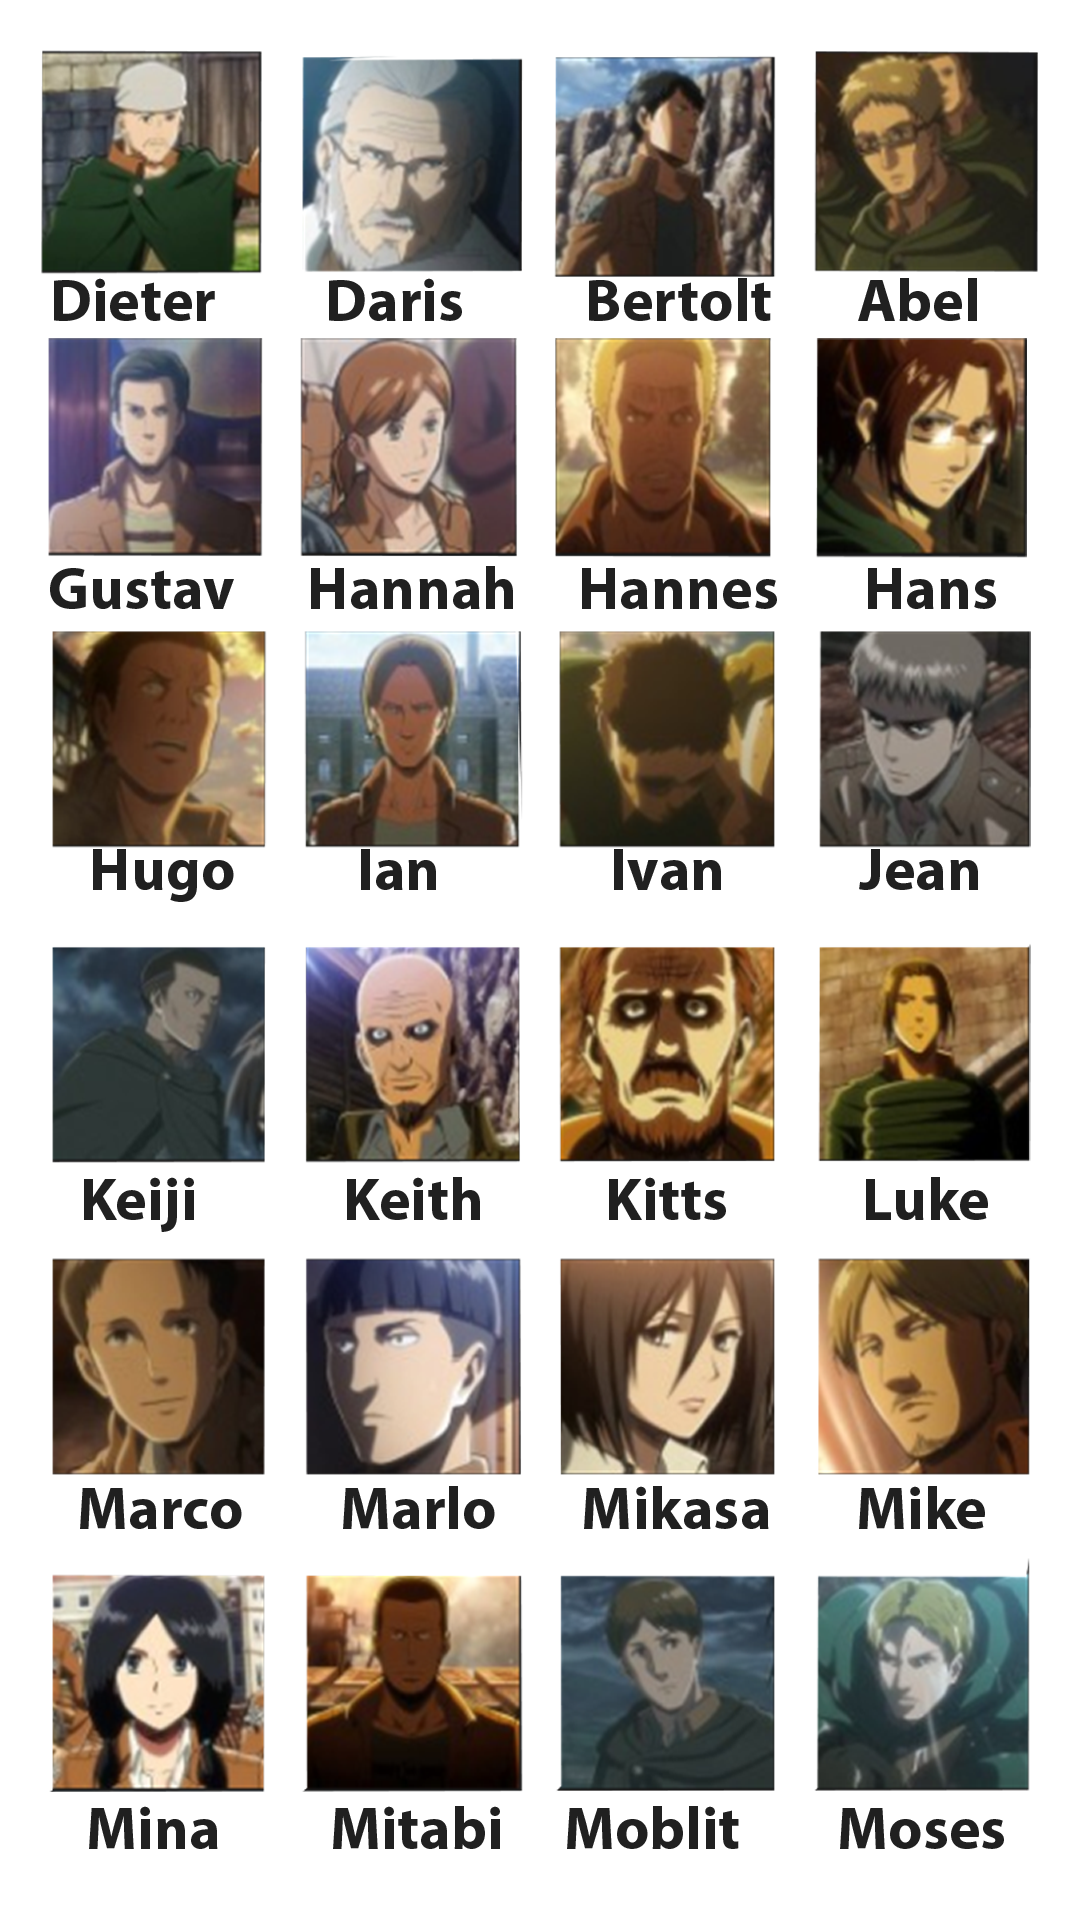 Dieter Daris Bertolt Abel
Gustav Hannah Hannes Hans
Hugo Ian Ivan Jean
Keiji Keith Kitts Luke
Marco Marlo Mikasa Mike
Mina Mitabi Moblit Moses